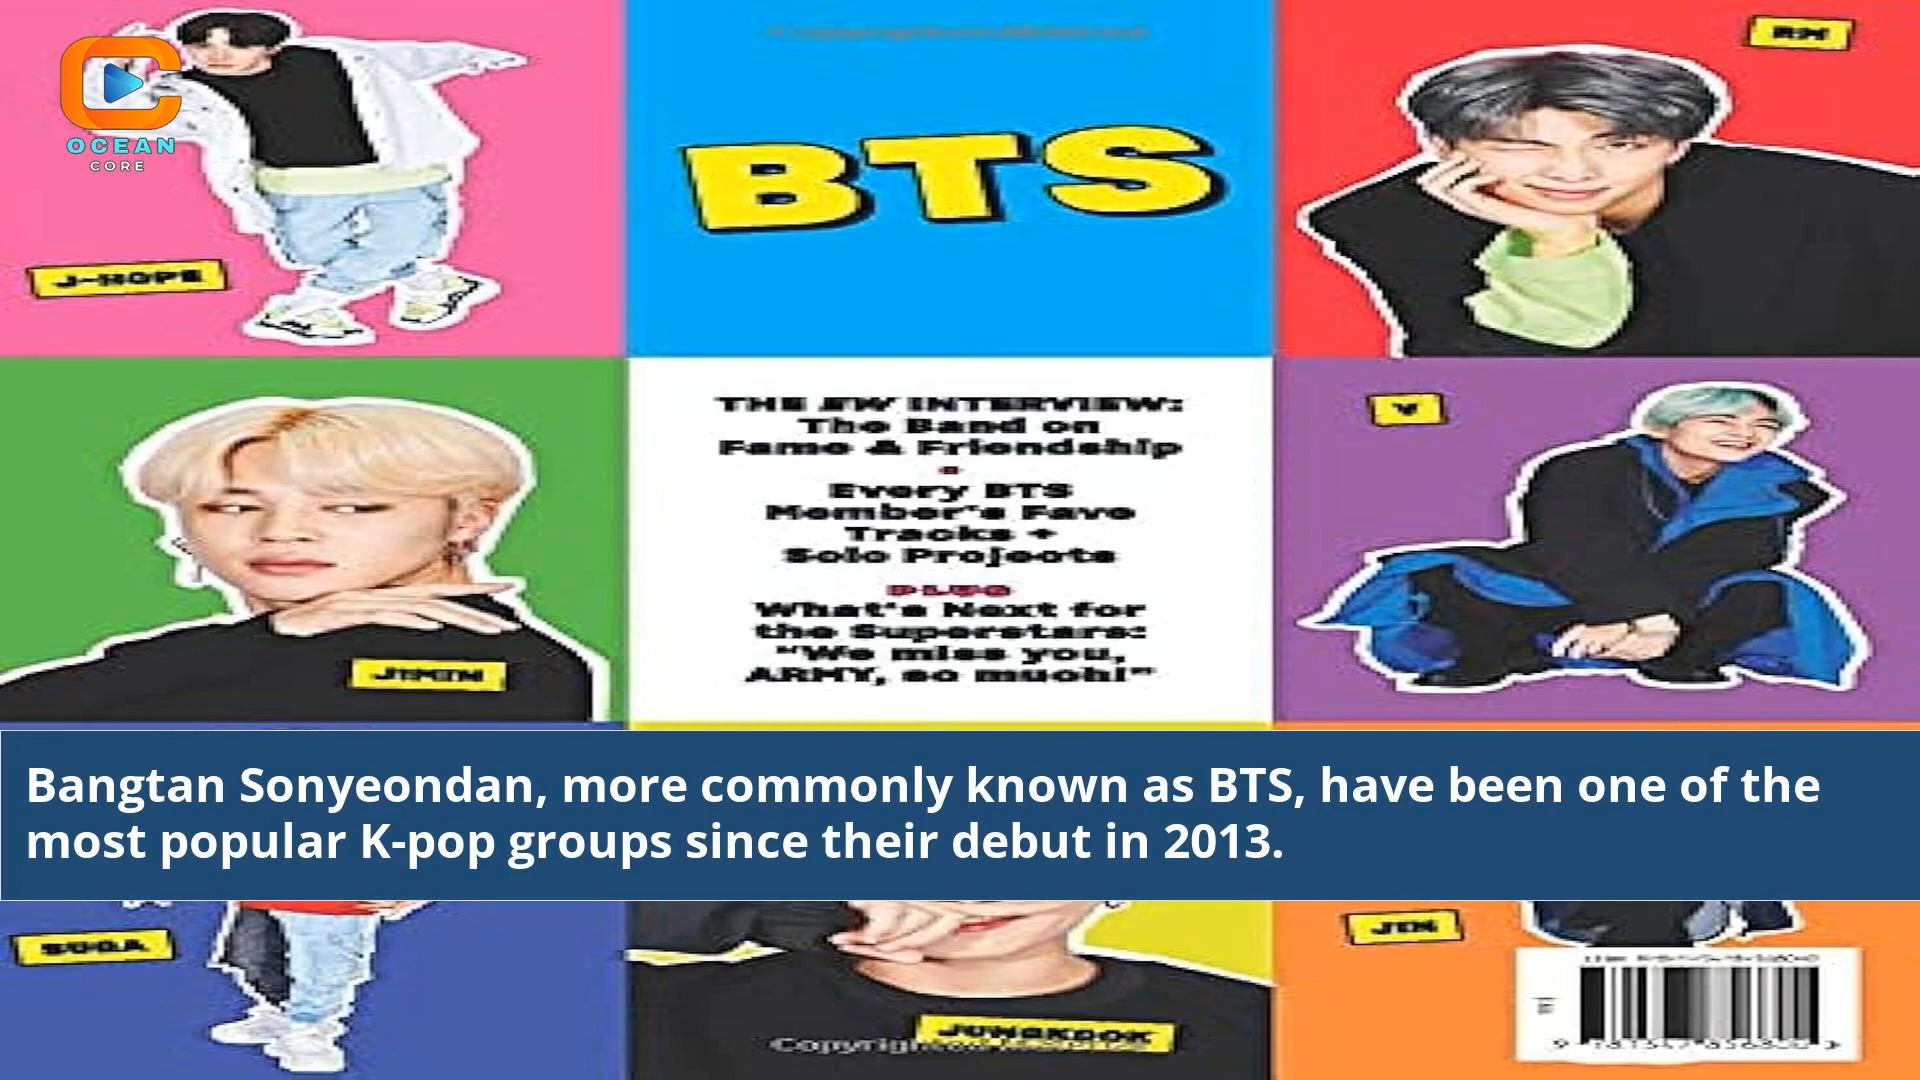 OCEAN
CORE
RM
BTS
J-HOPE
THE EW INTERVIEW:
The Band on
Fame & Friendship
Every BTS
Member's Fave
Tracks +
Solo Projects
PLUS
What's Next for
the Superstars:
"We miss you,
ARMY, so much!"
V
JIMIN
Bangtan Sonyeondan, more commonly known as BTS, have been one of the
most popular K-pop groups since their debut in 2013.
SUGA
JIN
JUNGKOOK